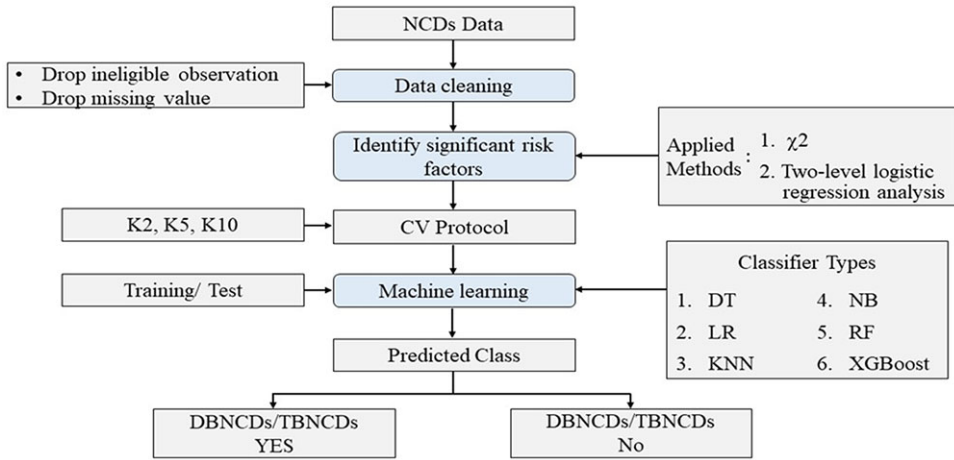 NCDs Data
• Drop ineligible observation
• Drop missing value
Data cleaning
Identify significant risk
factors
Applied
Methods :
1. χ2
2. Two-level logistic
regression analysis
K2, K5, K10
CV Protocol
Training/ Test
Machine learning
Classifier Types
1. DT
2. LR
3. KNN
4. NB
5. RF
6. XGBoost
Predicted Class
DBNCDs/TBNCDs
YES
DBNCDs/TBNCDs
No